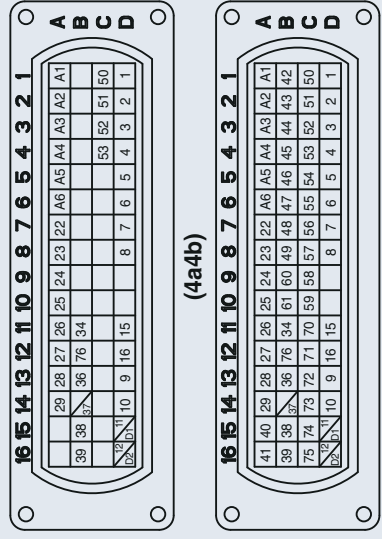 16 15 14 13 12 11 10 9 8 7 6 5 4 3 2 1
29 28 27 26 25 24 23 22 A6 A5 A4 A3 A2 A1 A
39 38 37 36 76 34 B
53 52 51 50 C
12 D2 11 D1 10 9 16 15 8 7 6 5 4 3 2 1 D
(4a4b)
16 15 14 13 12 11 10 9 8 7 6 5 4 3 2 1
41 40 29 28 27 26 25 24 23 22 A6 A5 A4 A3 A2 A1 A
39 38 37 36 76 34 61 60 49 48 47 46 45 44 43 42 B
75 74 73 72 71 70 59 58 57 56 55 54 53 52 51 50 C
12 D2 11 D1 10 9 16 15 8 7 6 5 4 3 2 1 D